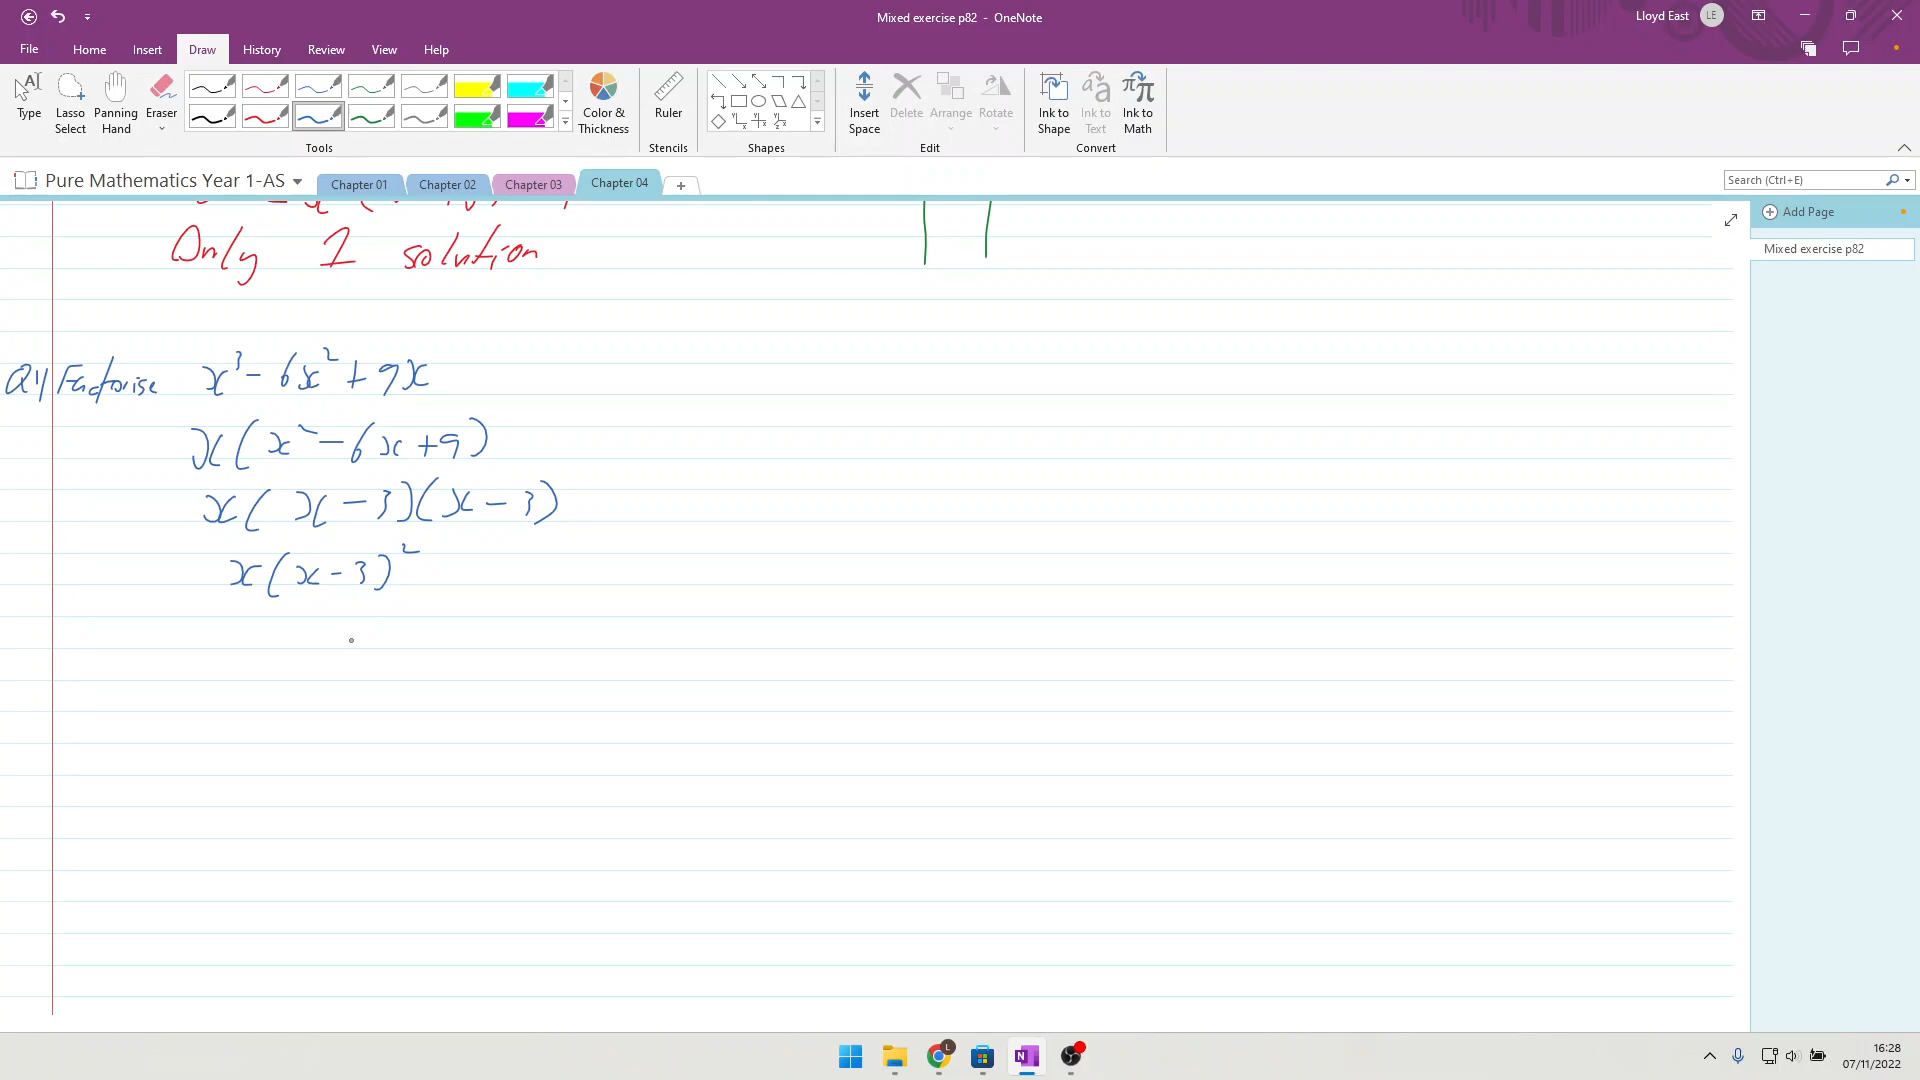 Mixed exercise p82 - OneNote
Lloyd East LE
File Home Insert Draw History Review View Help
Type
Lasso Select
Panning Hand
Eraser
Color & Thickness
Ruler
Insert Space
Delete
Arrange
Rotate
Ink to Shape
Ink to Text
Ink to Math
Tools Stencils Shapes Edit Convert
Pure Mathematics Year 1-AS Chapter 01 Chapter 02 Chapter 03 Chapter 04
Search (Ctrl+E)
Add Page
Mixed exercise p82
Only 1 solution
Q4 Factorise x³ - 6x² + 9x
x(x² - 6x + 9)
x(x - 3)(x - 3)
x(x - 3)²
16:28
07/11/2022